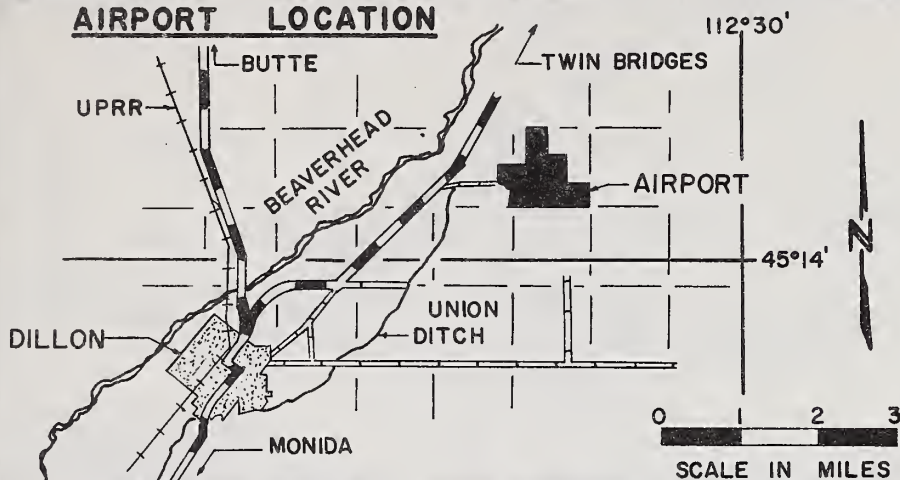 AIRPORT LOCATION
112°30'
BUTTE
TWIN BRIDGES
UPRR
BEAVERHEAD
RIVER
AIRPORT
N
45°14'
UNION
DITCH
DILLON
MONIDA
0 1 2 3
SCALE IN MILES